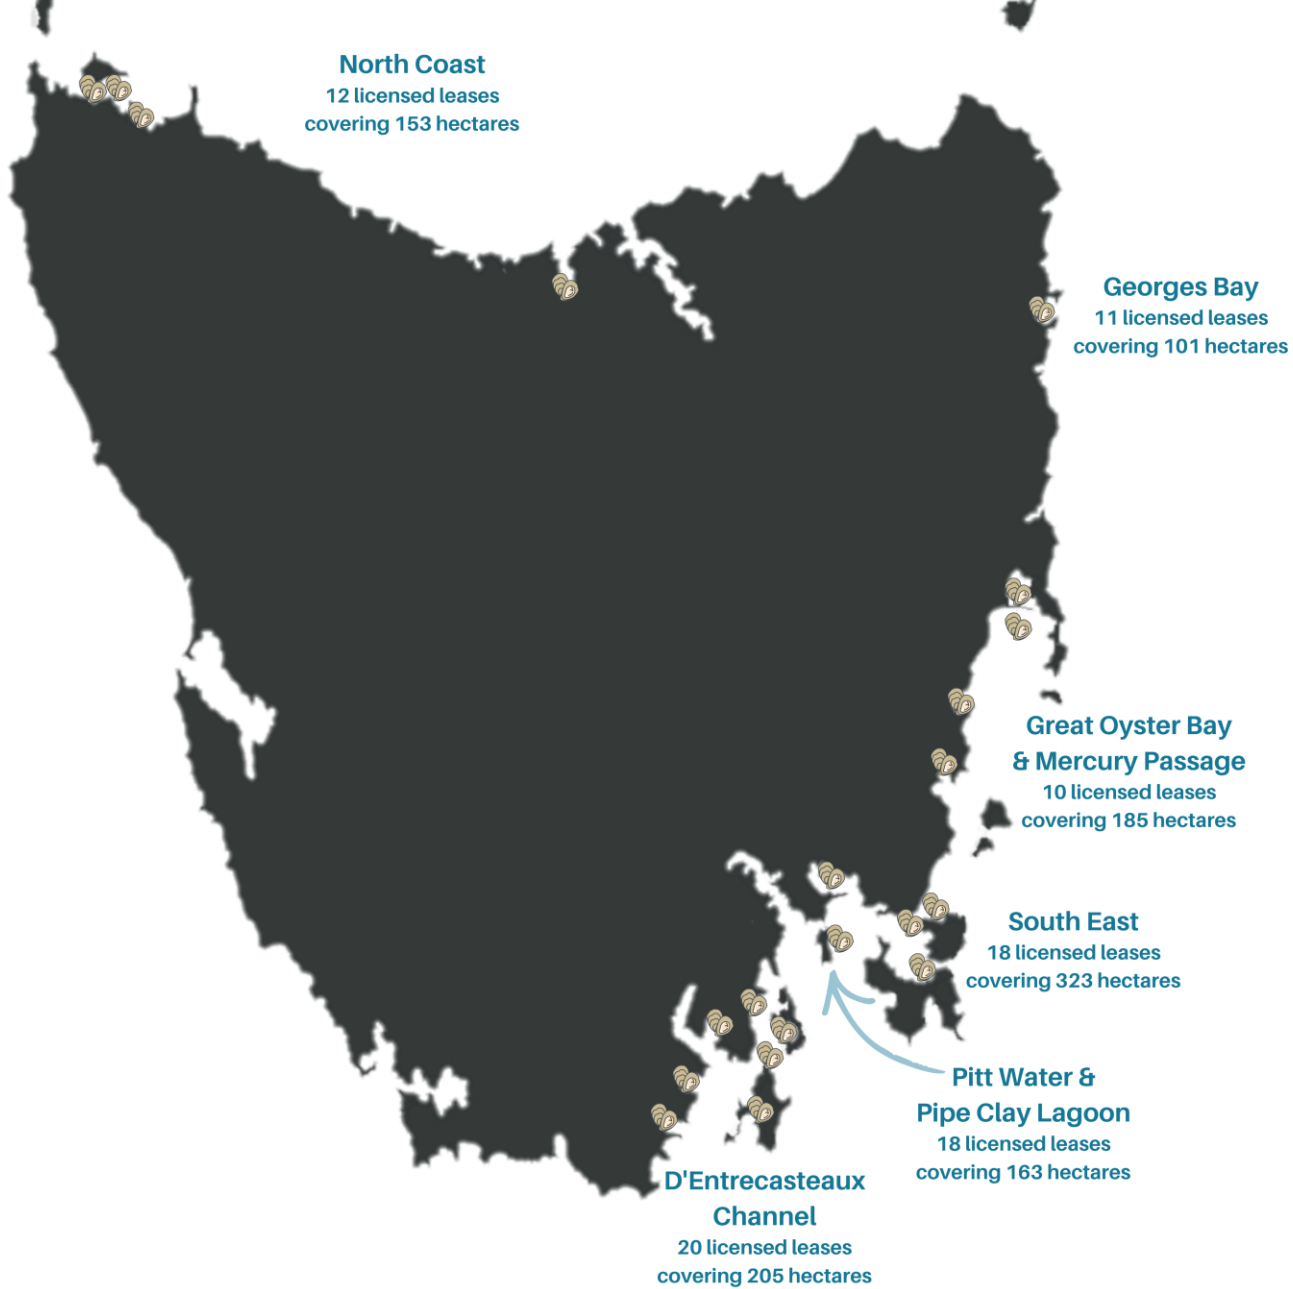 North Coast
12 licensed leases
covering 153 hectares
Georges Bay
11 licensed leases
covering 101 hectares
Great Oyster Bay
& Mercury Passage
10 licensed leases
covering 185 hectares
South East
18 licensed leases
covering 323 hectares
Pitt Water &
Pipe Clay Lagoon
18 licensed leases
covering 163 hectares
D'Entrecasteaux
Channel
20 licensed leases
covering 205 hectares